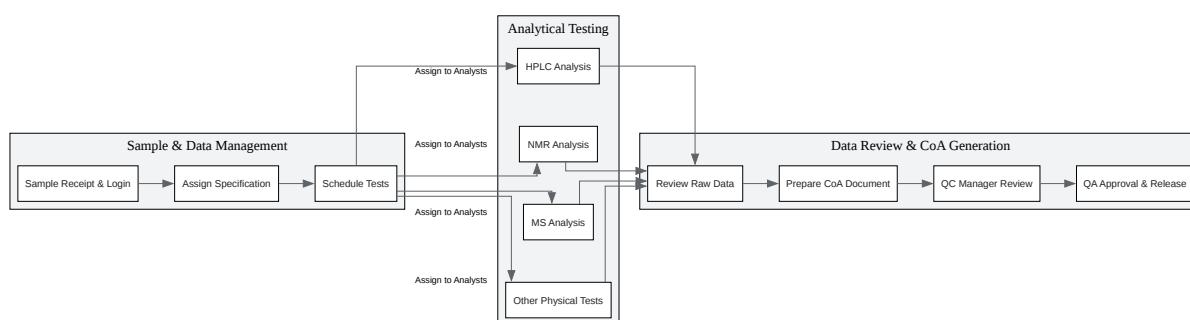 Analytical Testing
HPLC Analysis
Assign to Analysts
NMR Analysis
Assign to Analysts
Sample & Data Management
Sample Receipt & Login
Assign Specification
Schedule Tests
Data Review & CoA Generation
Review Raw Data
Prepare CoA Document
QC Manager Review
QA Approval & Release
MS Analysis
Assign to Analysts
Other Physical Tests
Assign to Analysts